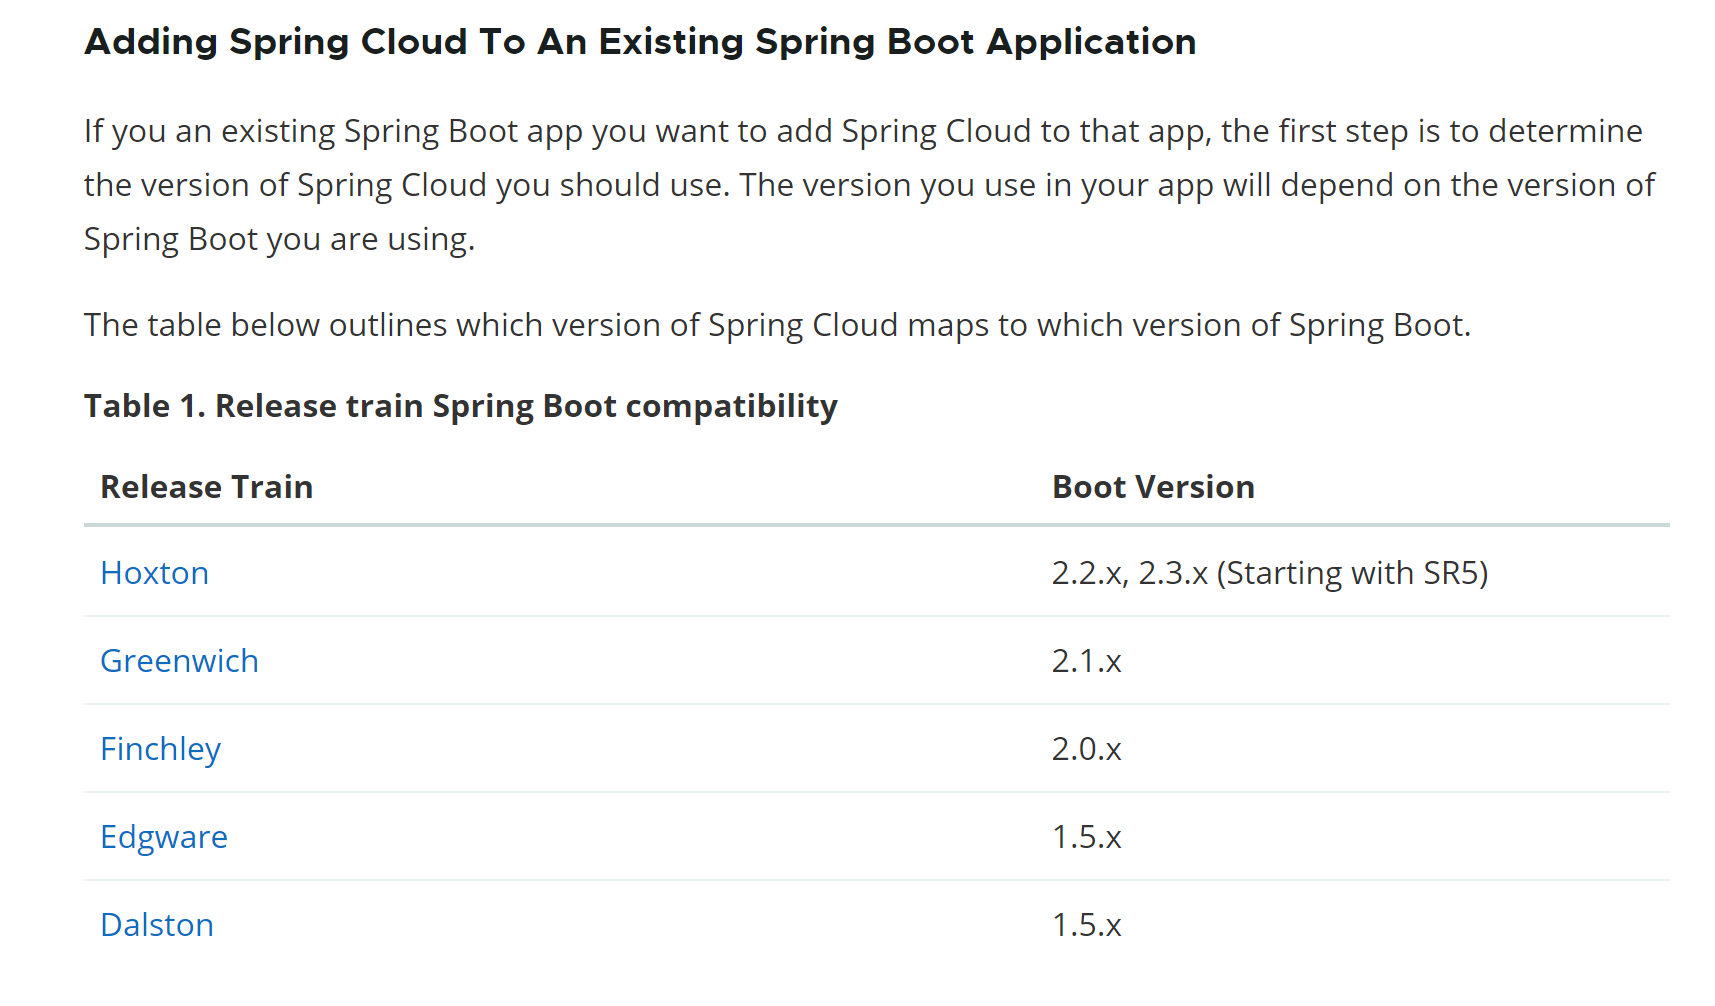 Adding Spring Cloud To An Existing Spring Boot Application
If you an existing Spring Boot app you want to add Spring Cloud to that app, the first step is to determine
the version of Spring Cloud you should use. The version you use in your app will depend on the version of
Spring Boot you are using.
The table below outlines which version of Spring Cloud maps to which version of Spring Boot.
Table 1. Release train Spring Boot compatibility
Release Train Boot Version
Hoxton 2.2.x, 2.3.x (Starting with SR5)
Greenwich 2.1.x
Finchley 2.0.x
Edgware 1.5.x
Dalston 1.5.x